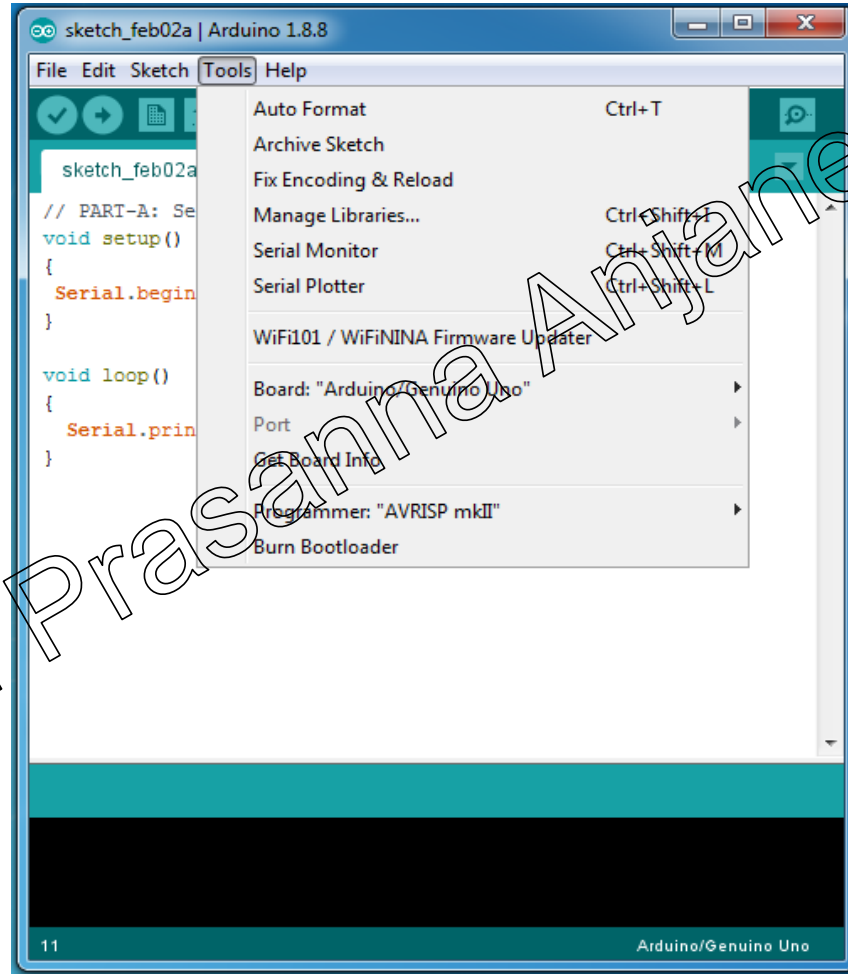 sketch_feb02a | Arduino 1.8.8
File Edit Sketch Tools Help
Auto Format Ctrl+T
Archive Sketch
sketch_feb02a
Fix Encoding & Reload
// PART-A: Se
Manage Libraries... Ctrl+Shift+I
void setup()
Serial Monitor Ctrl+Shift+M
{
Serial Plotter Ctrl+Shift+L
Serial.begin
}
WiFi101 / WiFiNINA Firmware Updater
void loop()
Board: "Arduino/Genuino Uno"
{
Port
Serial.prin
}
Get Board Info
Programmer: "AVRISP mkII"
Burn Bootloader
Prasanna Anjane
11 Arduino/Genuino Uno